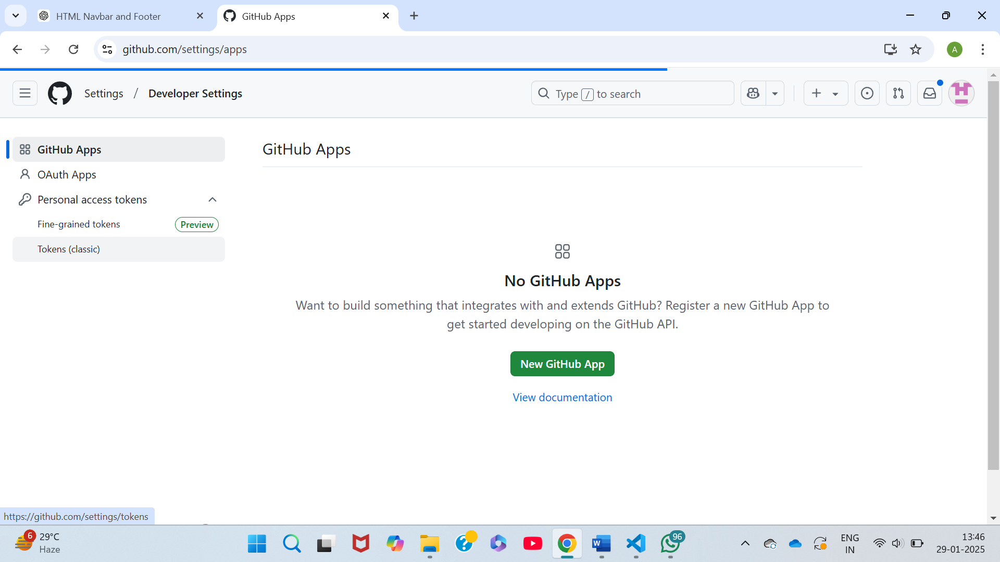 HTML Navbar and Footer
GitHub Apps
github.com/settings/apps
A
Settings / Developer Settings
Type / to search
GitHub Apps
OAuth Apps
Personal access tokens
Fine-grained tokens
Preview
Tokens (classic)
GitHub Apps
No GitHub Apps
Want to build something that integrates with and extends GitHub? Register a new GitHub App to
get started developing on the GitHub API.
New GitHub App
View documentation
https://github.com/settings/tokens
6
29°C
Haze
W
96
ENG
IN
13:46
29-01-2025